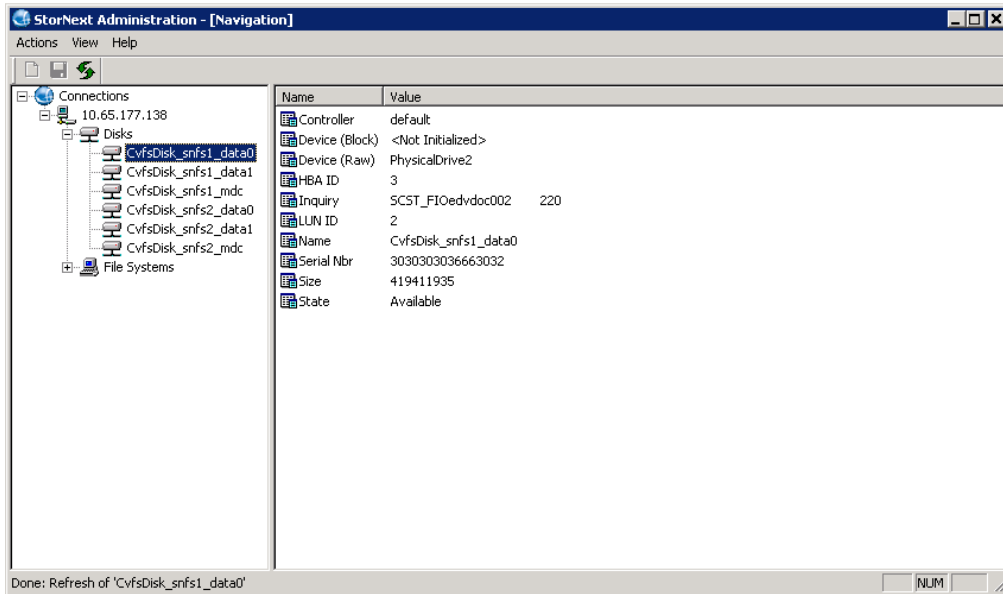 StorNext Administration - [Navigation]
Actions View Help
Connections
10.65.177.138
Disks
CvfsDisk_snfs1_data0
CvfsDisk_snfs1_data1
CvfsDisk_snfs1_mdc
CvfsDisk_snfs2_data0
CvfsDisk_snfs2_data1
CvfsDisk_snfs2_mdc
File Systems
Name Value
Controller default
Device (Block) <Not Initialized>
Device (Raw) PhysicalDrive2
HBA ID 3
Inquiry SCST_FIOedvdoc002 220
LUN ID 2
Name CvfsDisk_snfs1_data0
Serial Nbr 3030303036663032
Size 419411935
State Available
Done: Refresh of 'CvfsDisk_snfs1_data0'
NUM